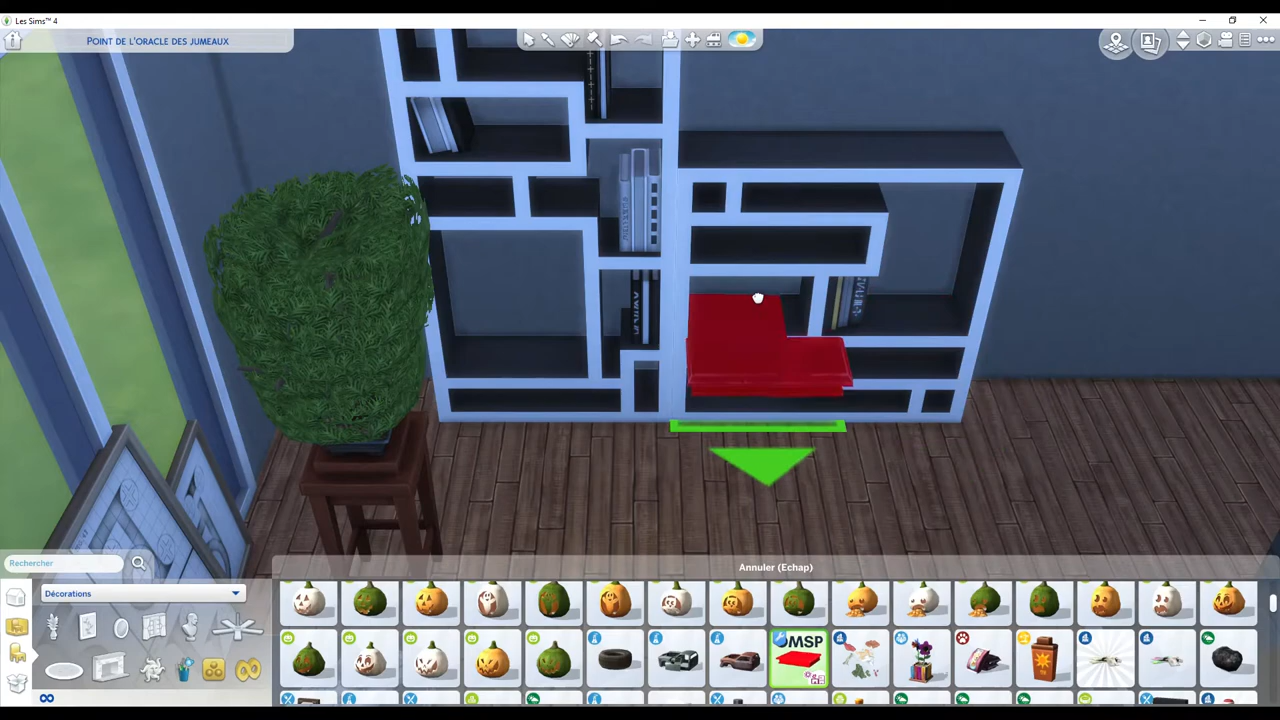 Les Sims™ 4
POINT DE L'ORACLE DES JUMEAUX
Rechercher
Annuler (Echap)
Décorations
MSP